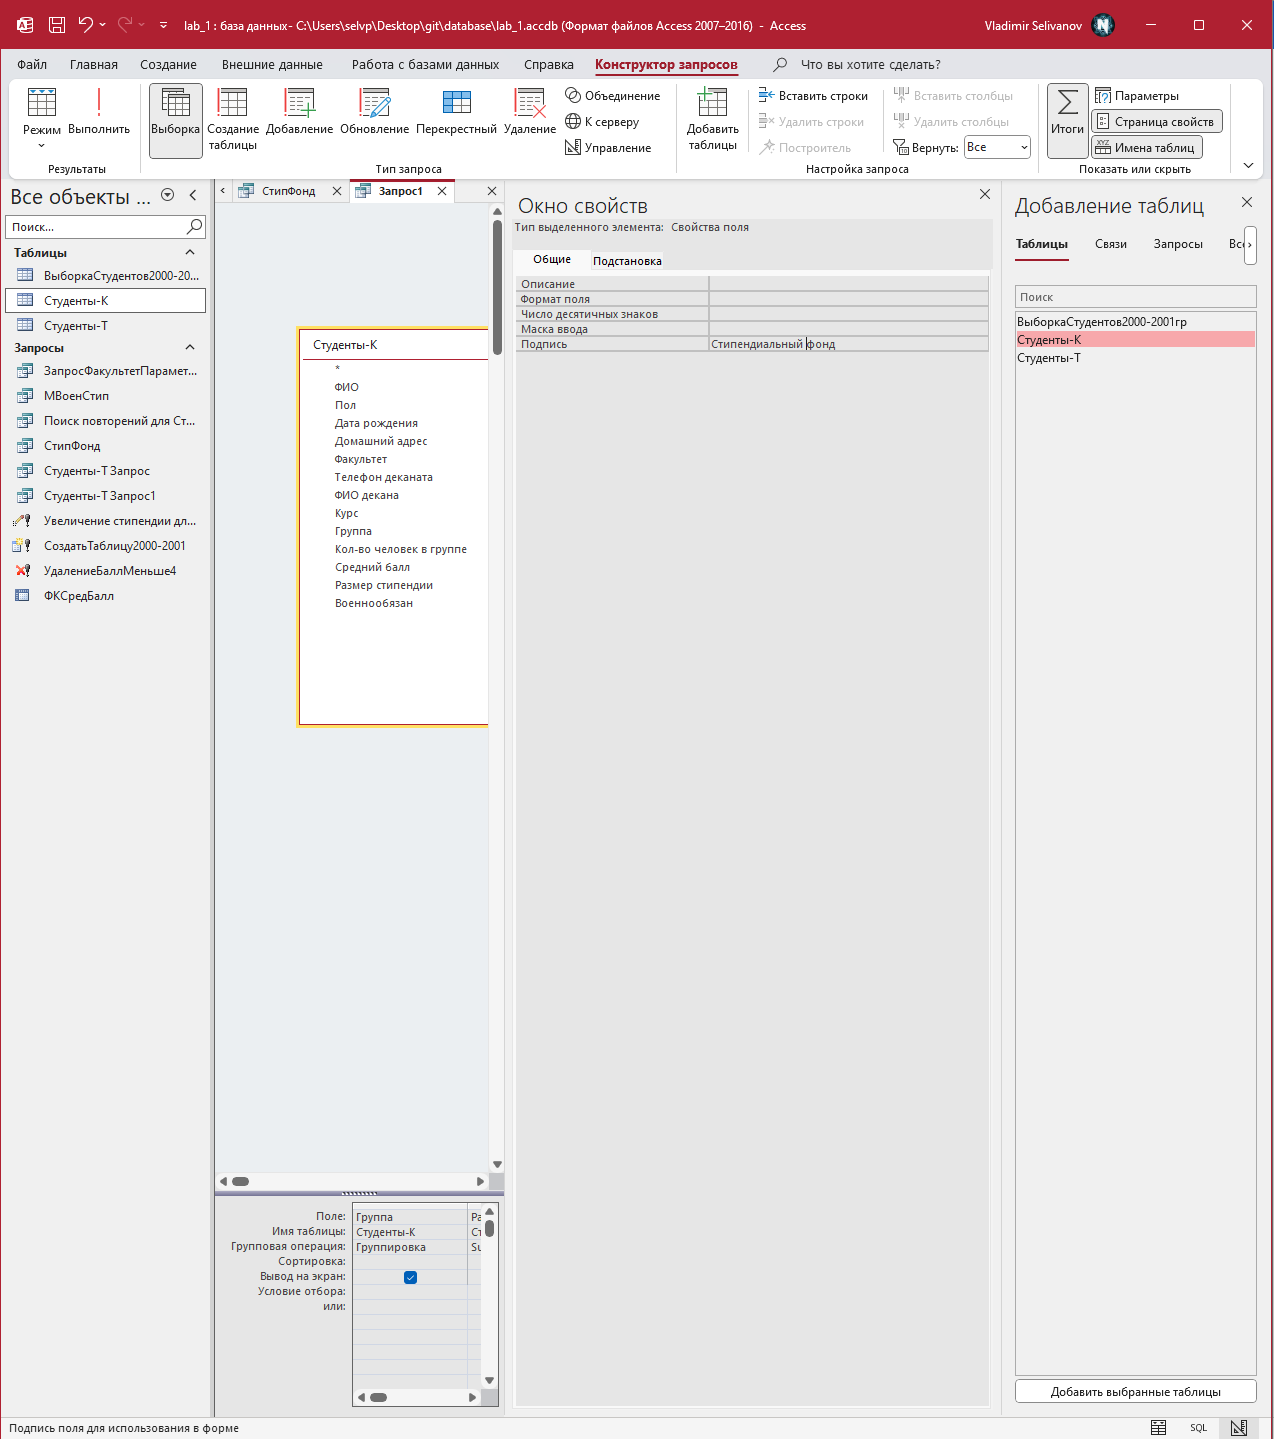 lab_1 : база данных- C:\Users\selvp\Desktop\git\database\lab_1.accdb (Формат файлов Access 2007–2016) - Access
Vladimir Selivanov
Файл Главная Создание Внешние данные Работа с базами данных Справка Конструктор запросов Что вы хотите сделать?
Режим
Выполнить
Результаты
Выборка
Создание таблицы
Добавление
Обновление
Перекрестный
Удаление
Объединение
К серверу
Управление
Тип запроса
Добавить таблицы
Вставить строки
Удалить строки
Построитель
Вставить столбцы
Удалить столбцы
Вернуть: Все
Настройка запроса
Итоги
Параметры
Страница свойств
Имена таблиц
Показать или скрыть
Все объекты ...
Поиск...
Таблицы
ВыборкаСтудентов2000-20...
Студенты-К
Студенты-Т
Запросы
ЗапросФакультетПарамет...
МВоенСтип
Поиск повторений для Ст...
СтипФонд
Студенты-Т Запрос
Студенты-Т Запрос1
Увеличение стипендии дл...
СоздатьТаблицу2000-2001
УдалениеБаллМеньше4
ФКСредБалл
СтипФонд
Запрос1
Студенты-К
*
ФИО
Пол
Дата рождения
Домашний адрес
Факультет
Телефон деканата
ФИО декана
Курс
Группа
Кол-во человек в группе
Средний балл
Размер стипендии
Военнообязан
Поле: Группа Ра
Имя таблицы: Студенты-К Ст
Групповая операция: Группировка Su
Сортировка:
Вывод на экран:
Условие отбора:
или:
Окно свойств
Тип выделенного элемента: Свойства поля
Общие Подстановка
Описание
Формат поля
Число десятичных знаков
Маска ввода
Подпись Стипендиальный фонд
Добавление таблиц
Таблицы Связи Запросы Все
Поиск
ВыборкаСтудентов2000-2001гр
Студенты-К
Студенты-Т
Добавить выбранные таблицы
Подпись поля для использования в форме
SQL